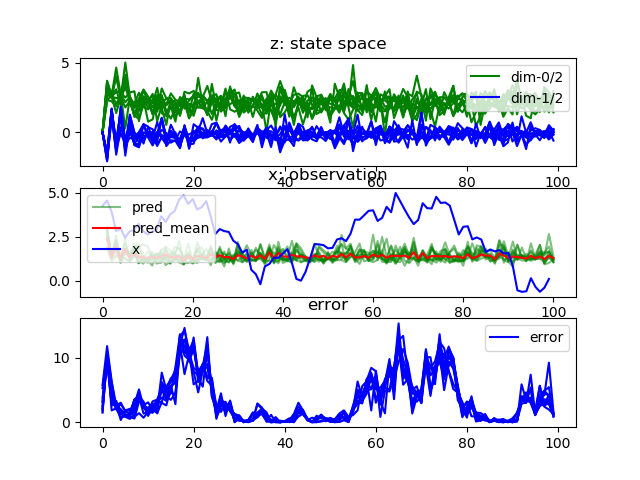 z: state space
5
0
dim-0/2
dim-1/2
0 20 40 60 80 100
x: observation
5.0
2.5
0.0
pred
pred_mean
x
0 20 40 60 80 100
error
10
0
error
0 20 40 60 80 100